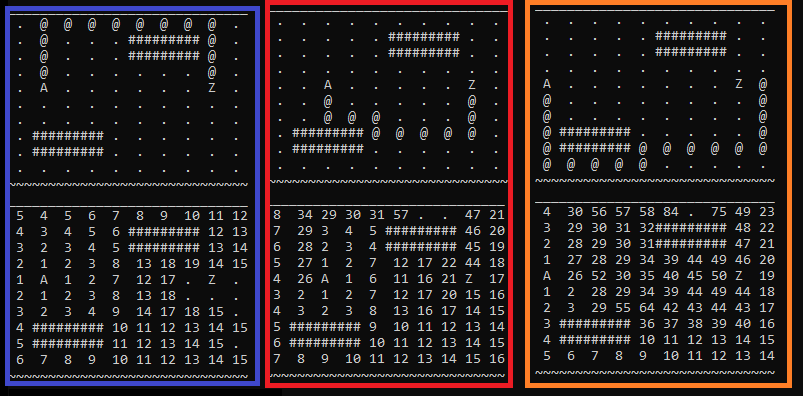 ______________________________
. @ @ @ @ @ @ @ @ .
. @ . . . ######### @ .
. @ . . . ######### @ .
. @ . . . . . . @ .
. A . . . . . . Z .
. . . . . . . . . .
. . . . . . . . . .
. ######### . . . . . .
. ######### . . . . . .
. . . . . . . . . .
~~~~~~~~~~~~~~~~~~~~~~~~~~~~~~
______________________________
5 4 5 6 7 8 9 10 11 12
4 3 4 5 6 ######### 12 13
5 2 3 4 5 ######### 13 14
2 1 2 3 8 13 18 19 14 15
1 A 1 2 7 12 17 . Z .
2 1 2 3 8 13 18 . . .
3 2 3 4 9 14 17 18 15 .
4 ######### 10 11 12 13 14 15
5 ######### 11 12 13 14 15 .
6 7 8 9 10 11 12 13 14 15
~~~~~~~~~~~~~~~~~~~~~~~~~~~~~~
______________________________
. . . . . . . . . .
. . . . . ######### . .
. . . . . ######### . .
. . . . . . . . . .
. . A . . . . . Z .
. . @ . . . . . @ .
. . @ @ @ . . . @ .
. ######### @ @ @ @ @ .
. ######### . . . . . .
. . . . . . . . . .
~~~~~~~~~~~~~~~~~~~~~~~~~~~~~~
______________________________
8 34 29 30 31 57 . . 47 21
7 29 3 4 5 ######### 46 20
6 28 2 3 4 ######### 45 19
5 27 1 2 7 12 17 22 44 18
4 26 A 1 6 11 16 21 Z 17
3 2 1 2 7 12 17 20 15 16
4 3 2 3 8 13 16 17 14 15
5 ######### 9 10 11 12 13 14
6 ######### 10 11 12 13 14 15
7 8 9 10 11 12 13 14 15 16
~~~~~~~~~~~~~~~~~~~~~~~~~~~~~~
______________________________
. . . . . . . . . .
. . . . . ######### . .
. . . . . ######### . .
. . . . . . . . . .
A . . . . . . . Z @
@ . . . . . . . . @
@ . . . . . . . . @
@ ######### . . . . . @
@ ######### @ @ @ @ @ @
@ @ @ @ @ . . . . .
~~~~~~~~~~~~~~~~~~~~~~~~~~~~~~
______________________________
4 30 56 57 58 84 . 75 49 23
3 29 30 31 32######### 48 22
2 28 29 30 31######### 47 21
1 27 28 29 34 39 44 49 46 20
A 26 52 30 35 40 45 50 Z 19
1 2 28 29 34 39 44 49 44 18
2 3 29 55 64 42 43 44 43 17
3 ######### 36 37 38 39 40 16
4 ######### 10 11 12 13 14 15
5 6 7 8 9 10 11 12 13 14
~~~~~~~~~~~~~~~~~~~~~~~~~~~~~~